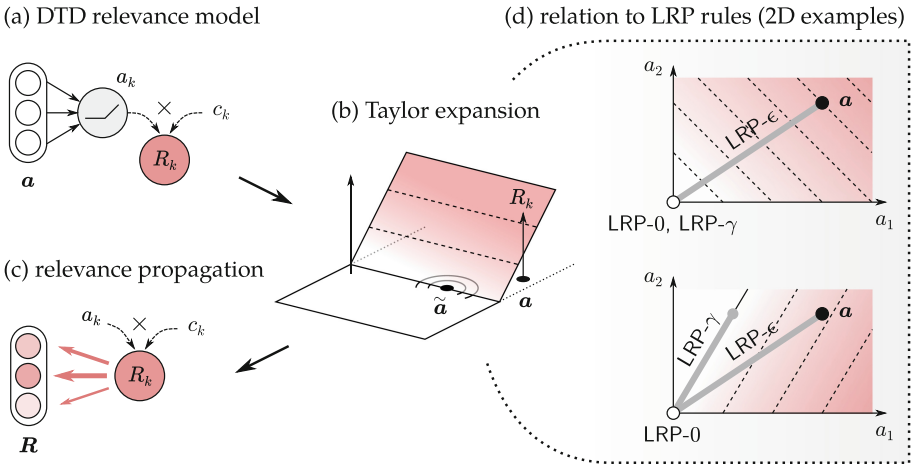 (a) DTD relevance model
a_k
×
c_k
R_k
a
(b) Taylor expansion
R_k
ã
a
(c) relevance propagation
a_k
×
c_k
R_k
R
(d) relation to LRP rules (2D examples)
a_2
a
LRP-ϵ
LRP-0, LRP-γ
a_1
a_2
a
LRP-γ
LRP-ϵ
LRP-0
a_1